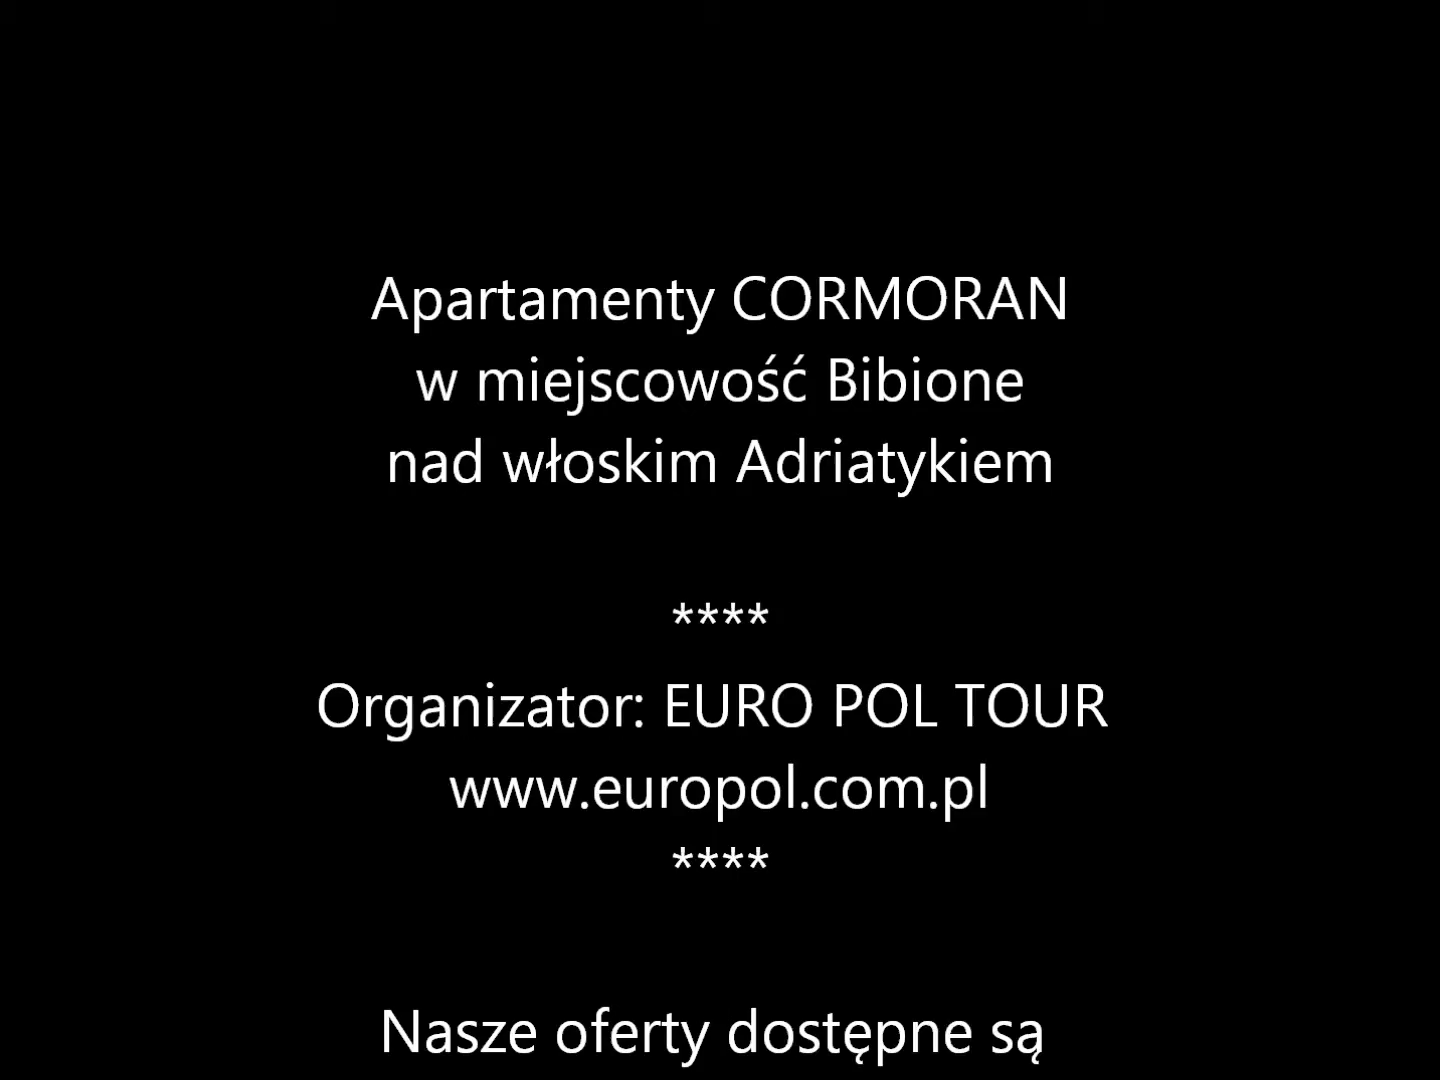 Apartamenty CORMORAN
w miejscowość Bibione
nad włoskim Adriatykiem
****
Organizator: EURO POL TOUR
www.europol.com.pl
****
Nasze oferty dostępne są